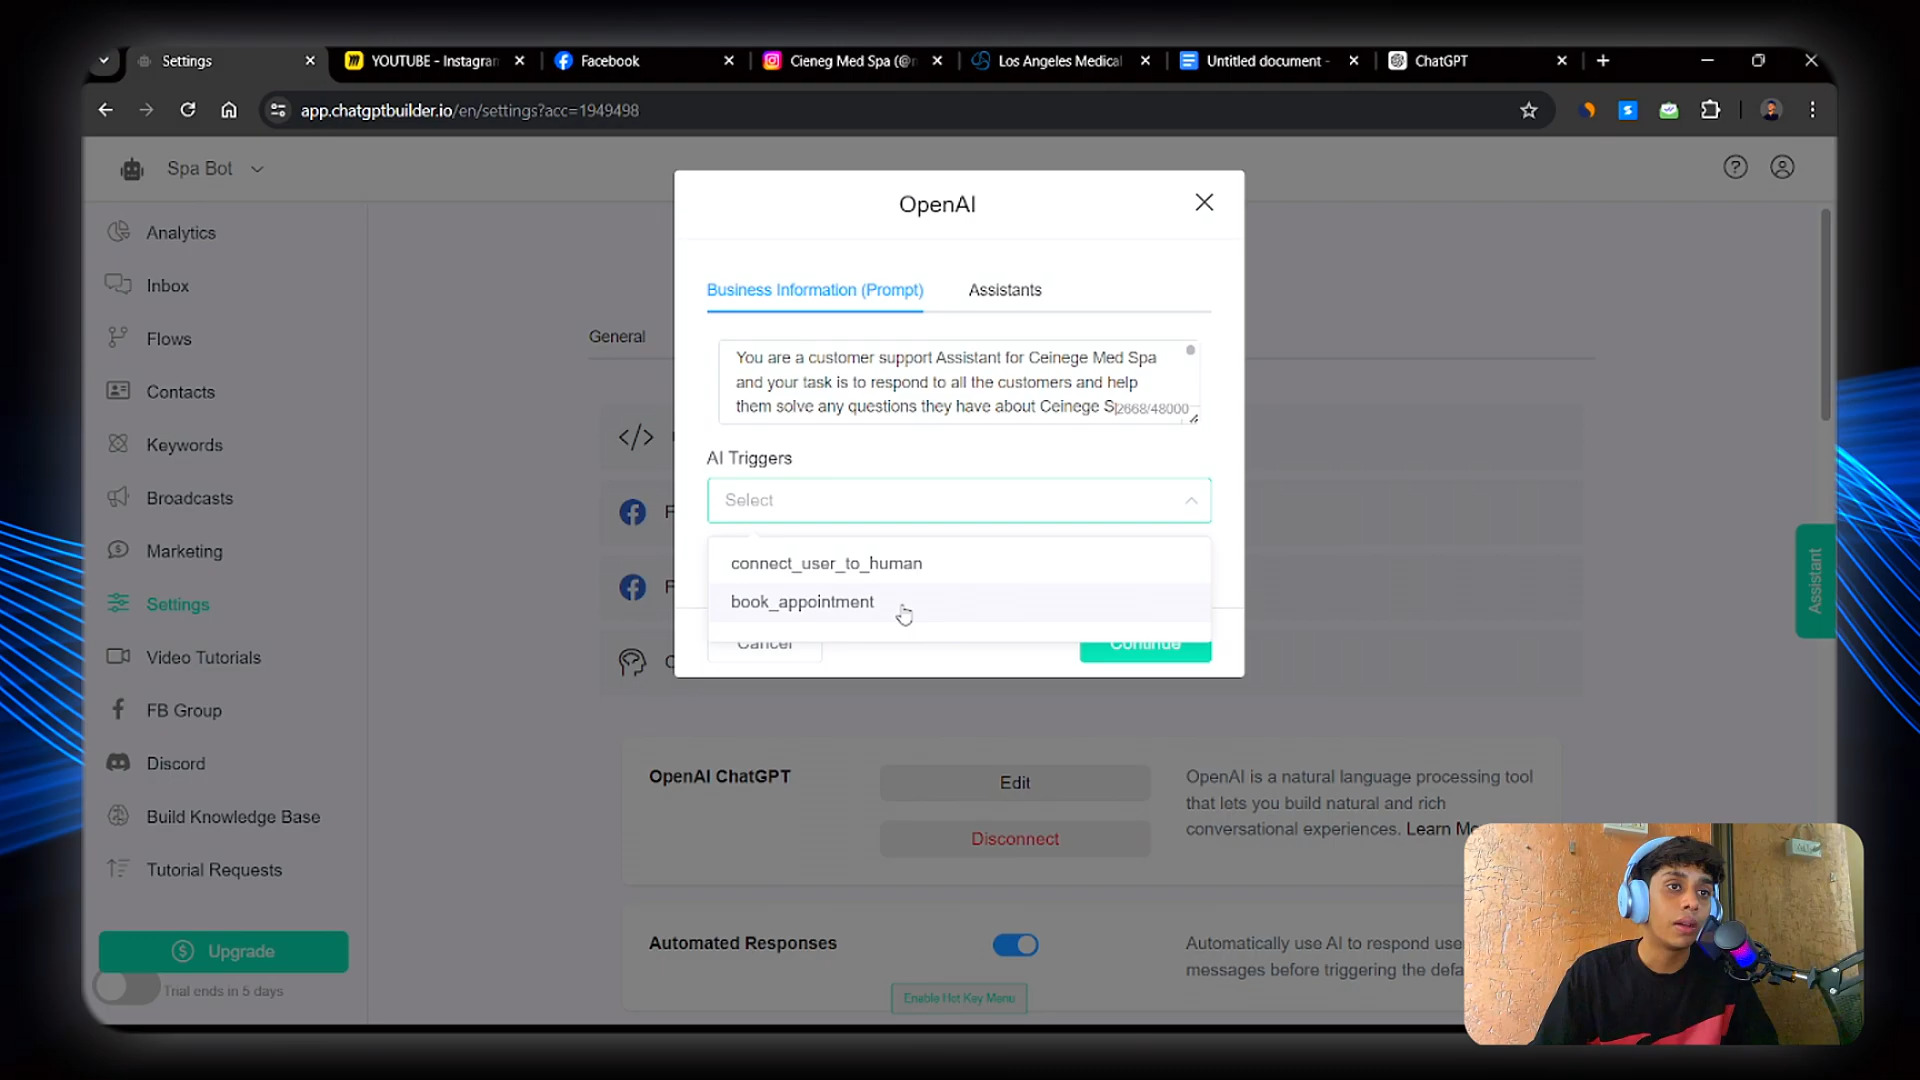 Settings
YOUTUBE - Instagran
Facebook
Cieneg Med Spa (@r
Los Angeles Medical
Untitled document -
ChatGPT
app.chatgptbuilder.io/en/settings?acc=1949498
Spa Bot
Analytics
Inbox
Flows
Contacts
Keywords
Broadcasts
Marketing
Settings
Video Tutorials
FB Group
Discord
Build Knowledge Base
Tutorial Requests
Upgrade
Trial ends in 5 days
General
OpenAI
Business Information (Prompt)
Assistants
You are a customer support Assistant for Ceinege Med Spa
and your task is to respond to all the customers and help
them solve any questions they have about Ceinege S
2668/48000
AI Triggers
Select
connect_user_to_human
book_appointment
Cancel
Continue
OpenAI ChatGPT
Edit
Disconnect
OpenAI is a natural language processing tool
that lets you build natural and rich
conversational experiences. Learn Mo
Automated Responses
Automatically use AI to respond use
messages before triggering the defa
Enable Hot Key Menu
Assistant